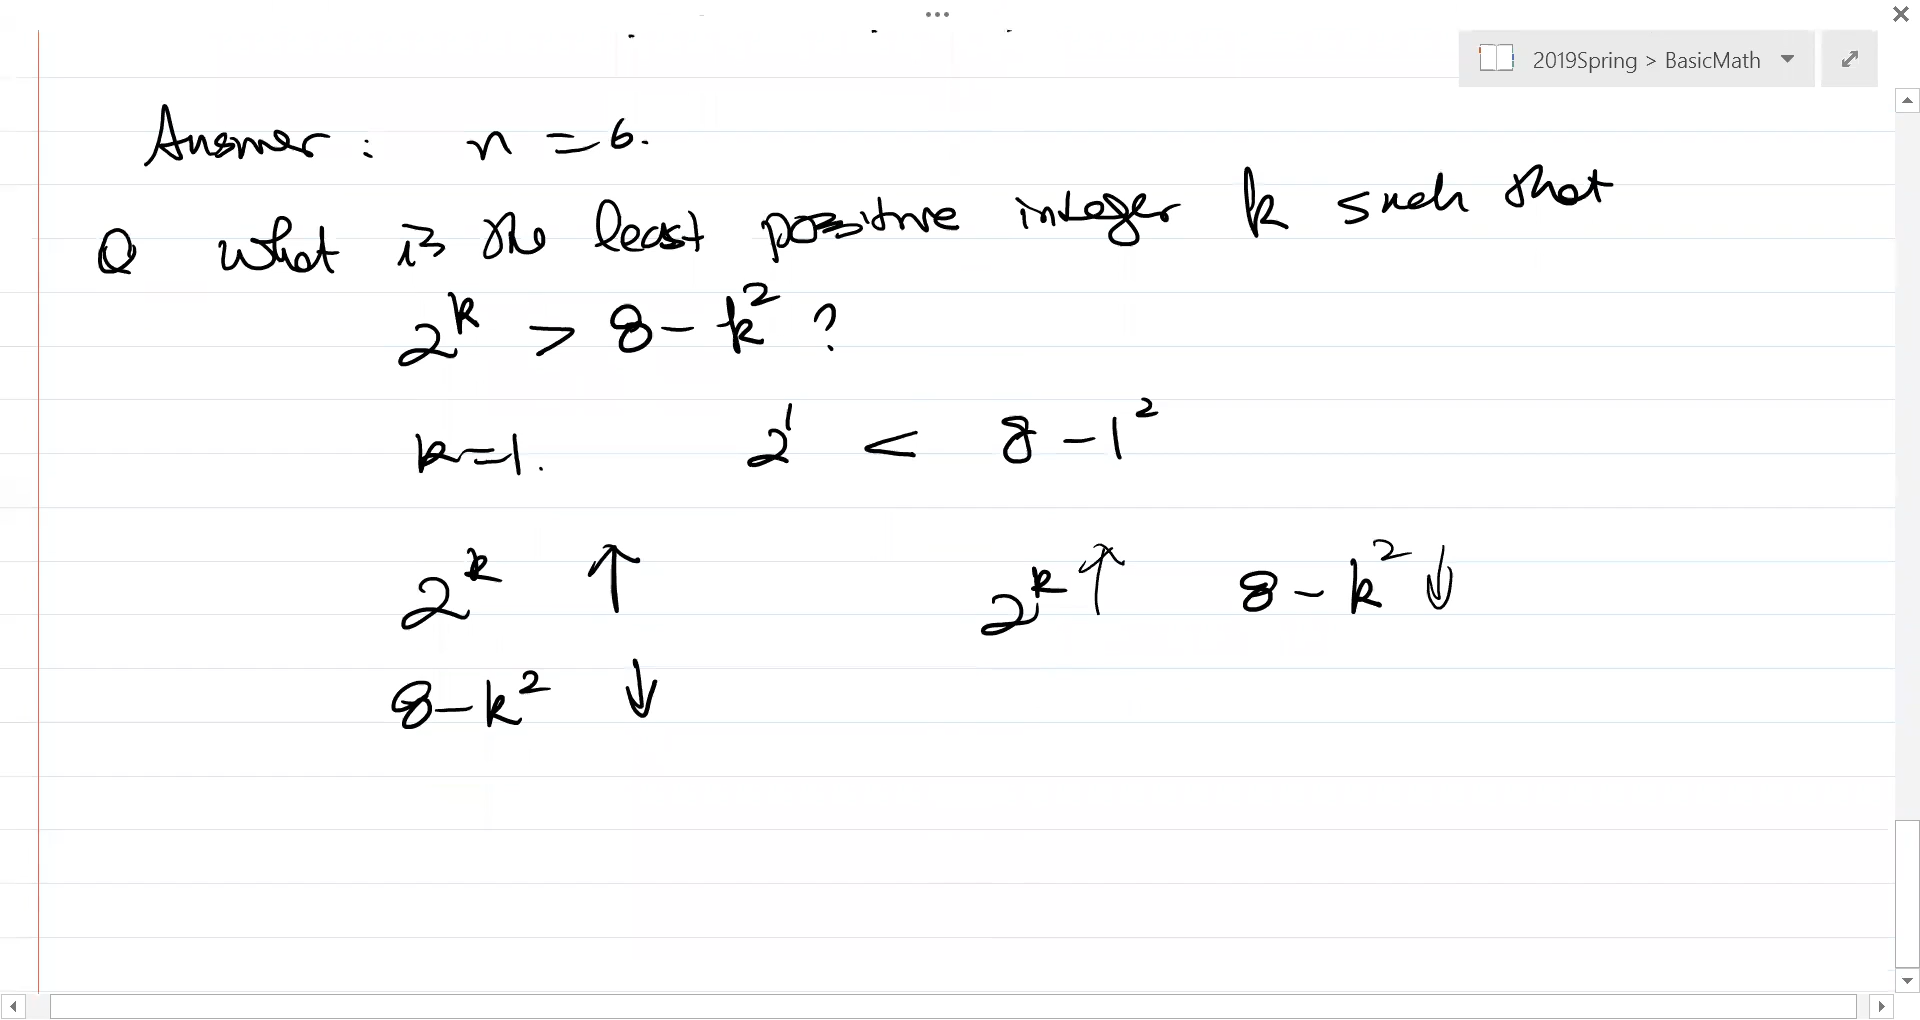 2019Spring > BasicMath
Answer : n = 6.
Q what is the least positive integer k such that
2^k > 8 - k^2 ?
k=1. 2^1 < 8 - 1^2
2^k ↑ 2^k ↑ 8 - k^2 ↓
8 - k^2 ↓